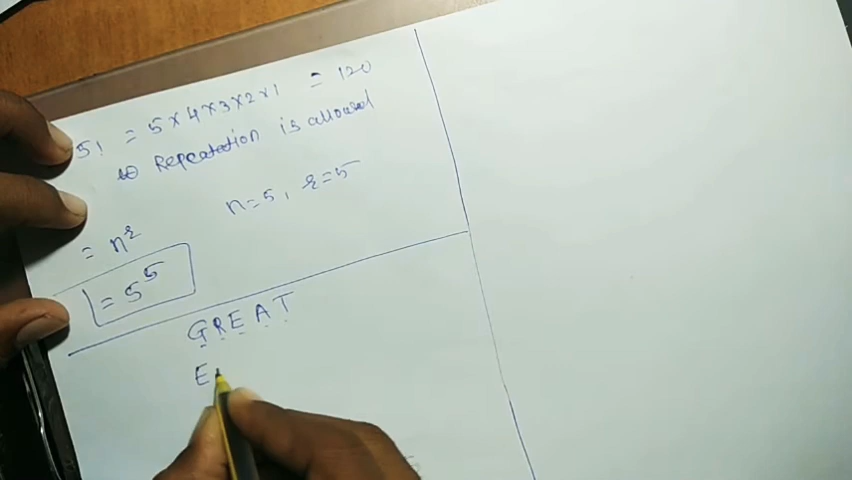 5! = 5 × 4 × 3 × 2 × 1 = 120
Repeatation is allowed
n = 5, r = 5
= n^r
= 5^5
GREAT
E